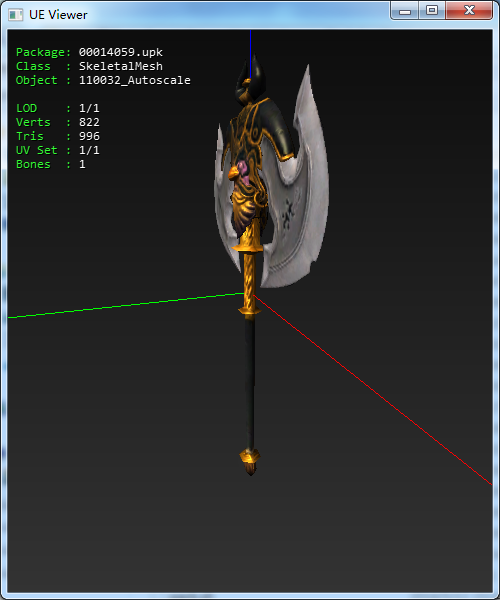 UE Viewer
Package: 00014059.upk
Class : SkeletalMesh
Object : 110032_Autoscale
LOD : 1/1
Verts : 822
Tris : 996
UV Set : 1/1
Bones : 1